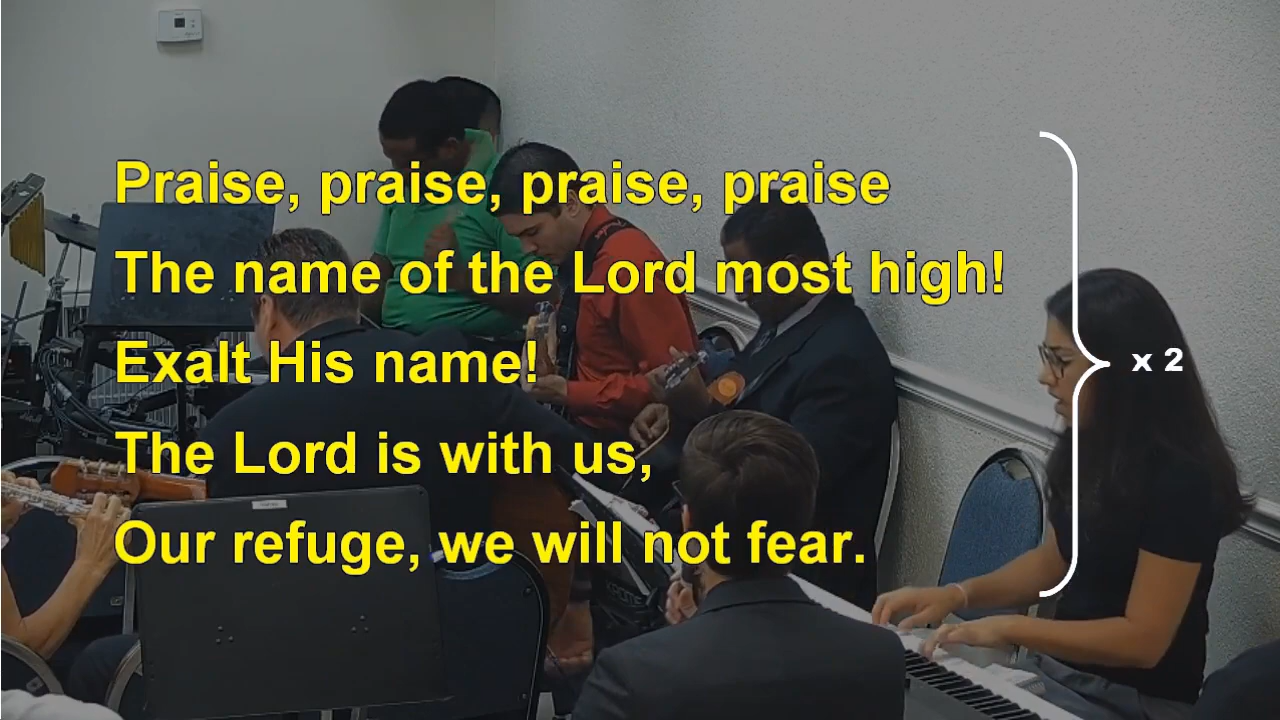 Praise, praise, praise, praise
The name of the Lord most high!
Exalt His name!
The Lord is with us,
Our refuge, we will not fear.
x 2